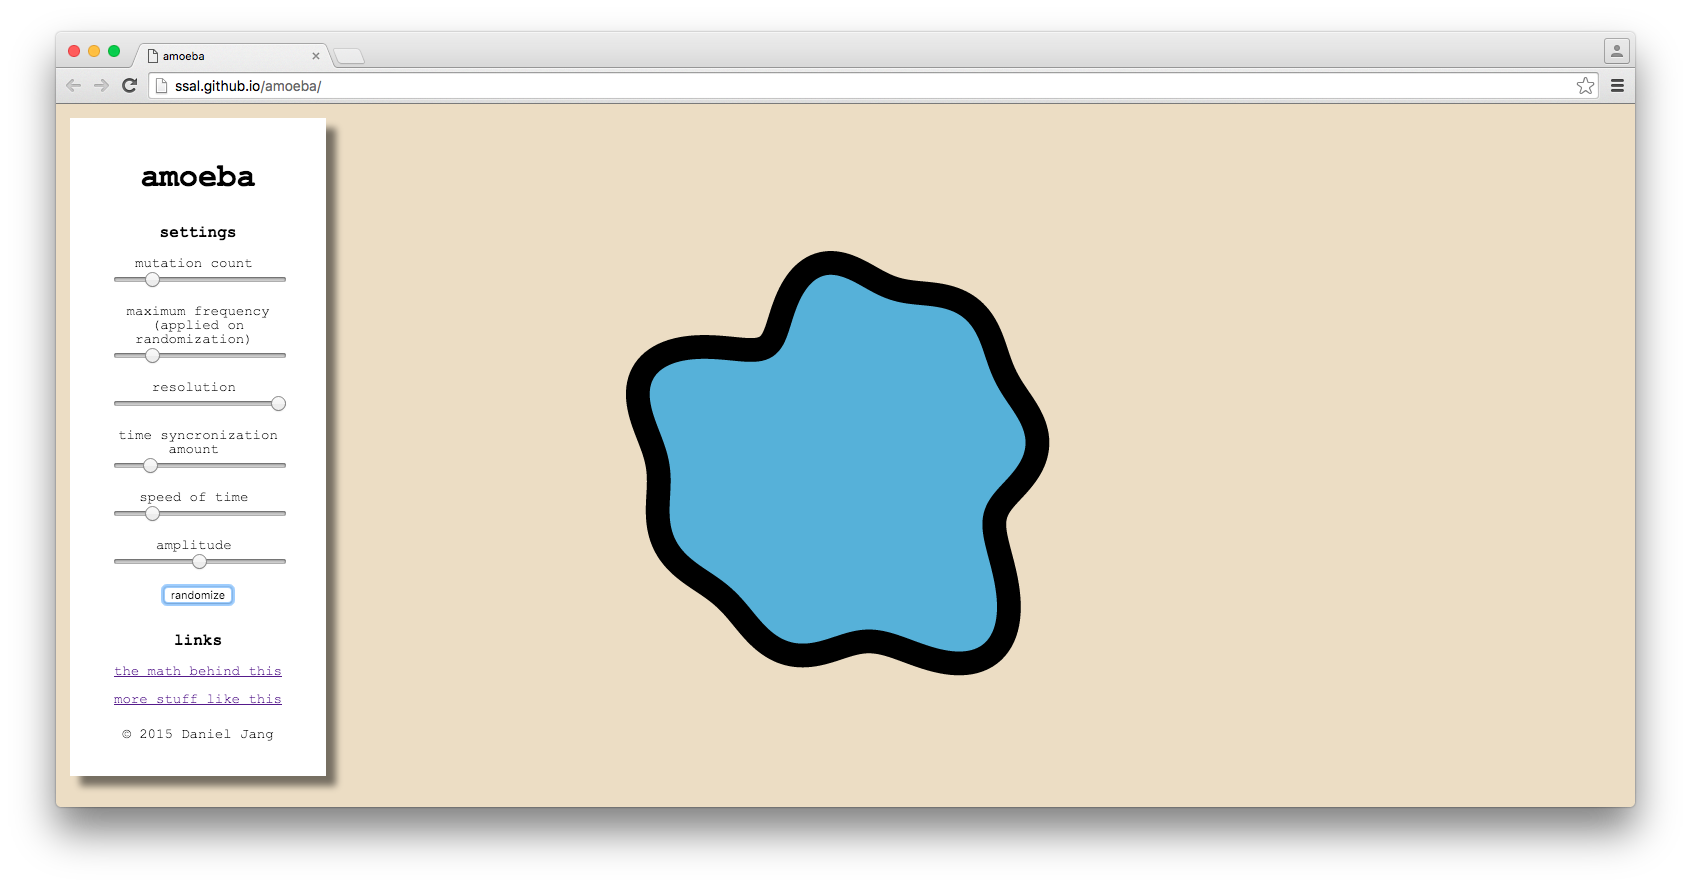 amoeba
ssal.github.io/amoeba/
amoeba
settings
mutation count
maximum frequency
(applied on
randomization)
resolution
time syncronization
amount
speed of time
amplitude
randomize
links
the math behind this
more stuff like this
© 2015 Daniel Jang